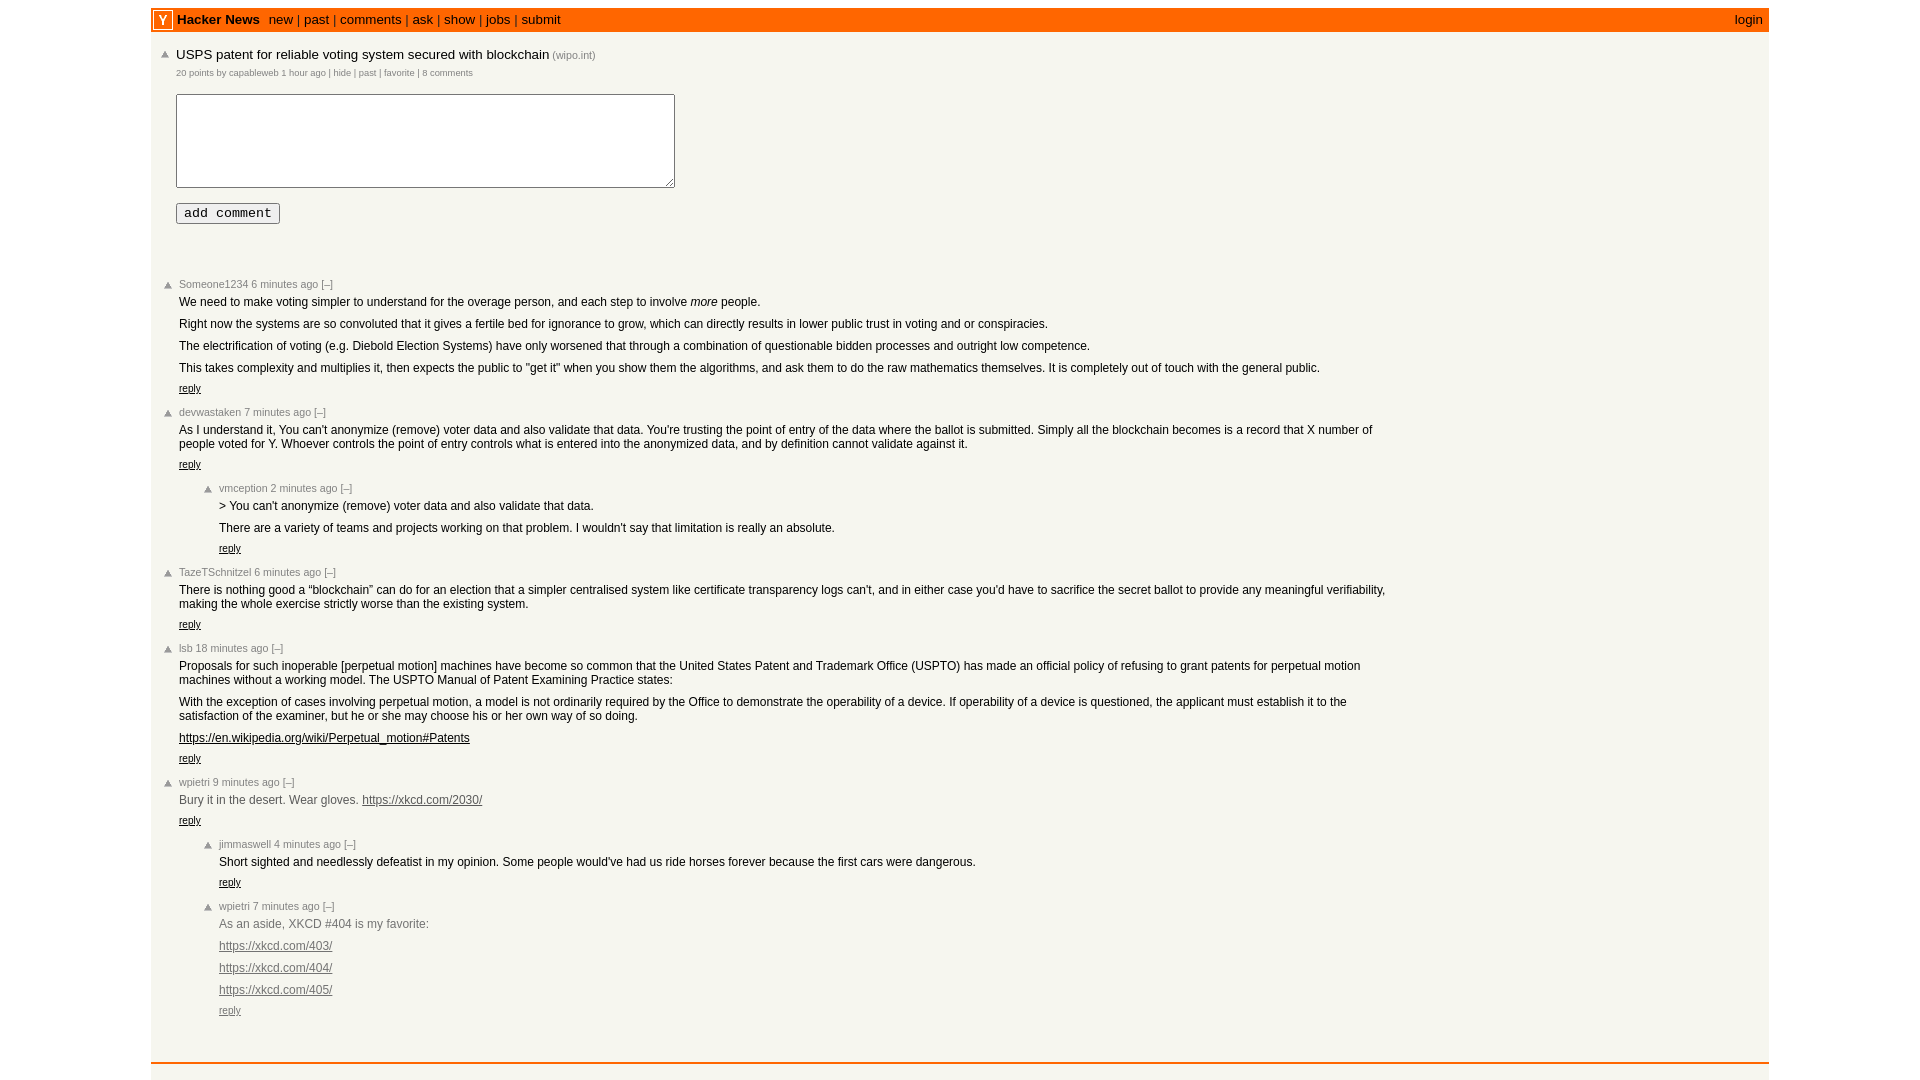 Y Hacker News new | past | comments | ask | show | jobs | submit login
USPS patent for reliable voting system secured with blockchain (wipo.int)
20 points by capableweb 1 hour ago | hide | past | favorite | 8 comments
add comment
Someone1234 6 minutes ago [–]
We need to make voting simpler to understand for the overage person, and each step to involve more people.
Right now the systems are so convoluted that it gives a fertile bed for ignorance to grow, which can directly results in lower public trust in voting and or conspiracies.
The electrification of voting (e.g. Diebold Election Systems) have only worsened that through a combination of questionable bidden processes and outright low competence.
This takes complexity and multiplies it, then expects the public to "get it" when you show them the algorithms, and ask them to do the raw mathematics themselves. It is completely out of touch with the general public.
reply
devwastaken 7 minutes ago [–]
As I understand it, You can't anonymize (remove) voter data and also validate that data. You're trusting the point of entry of the data where the ballot is submitted. Simply all the blockchain becomes is a record that X number of
people voted for Y. Whoever controls the point of entry controls what is entered into the anonymized data, and by definition cannot validate against it.
reply
vmception 2 minutes ago [–]
> You can't anonymize (remove) voter data and also validate that data.
There are a variety of teams and projects working on that problem. I wouldn't say that limitation is really an absolute.
reply
TazeTSchnitzel 6 minutes ago [–]
There is nothing good a “blockchain” can do for an election that a simpler centralised system like certificate transparency logs can't, and in either case you'd have to sacrifice the secret ballot to provide any meaningful verifiability,
making the whole exercise strictly worse than the existing system.
reply
lsb 18 minutes ago [–]
Proposals for such inoperable [perpetual motion] machines have become so common that the United States Patent and Trademark Office (USPTO) has made an official policy of refusing to grant patents for perpetual motion
machines without a working model. The USPTO Manual of Patent Examining Practice states:
With the exception of cases involving perpetual motion, a model is not ordinarily required by the Office to demonstrate the operability of a device. If operability of a device is questioned, the applicant must establish it to the
satisfaction of the examiner, but he or she may choose his or her own way of so doing.
https://en.wikipedia.org/wiki/Perpetual_motion#Patents
reply
wpietri 9 minutes ago [–]
Bury it in the desert. Wear gloves. https://xkcd.com/2030/
reply
jimmaswell 4 minutes ago [–]
Short sighted and needlessly defeatist in my opinion. Some people would've had us ride horses forever because the first cars were dangerous.
reply
wpietri 7 minutes ago [–]
As an aside, XKCD #404 is my favorite:
https://xkcd.com/403/
https://xkcd.com/404/
https://xkcd.com/405/
reply